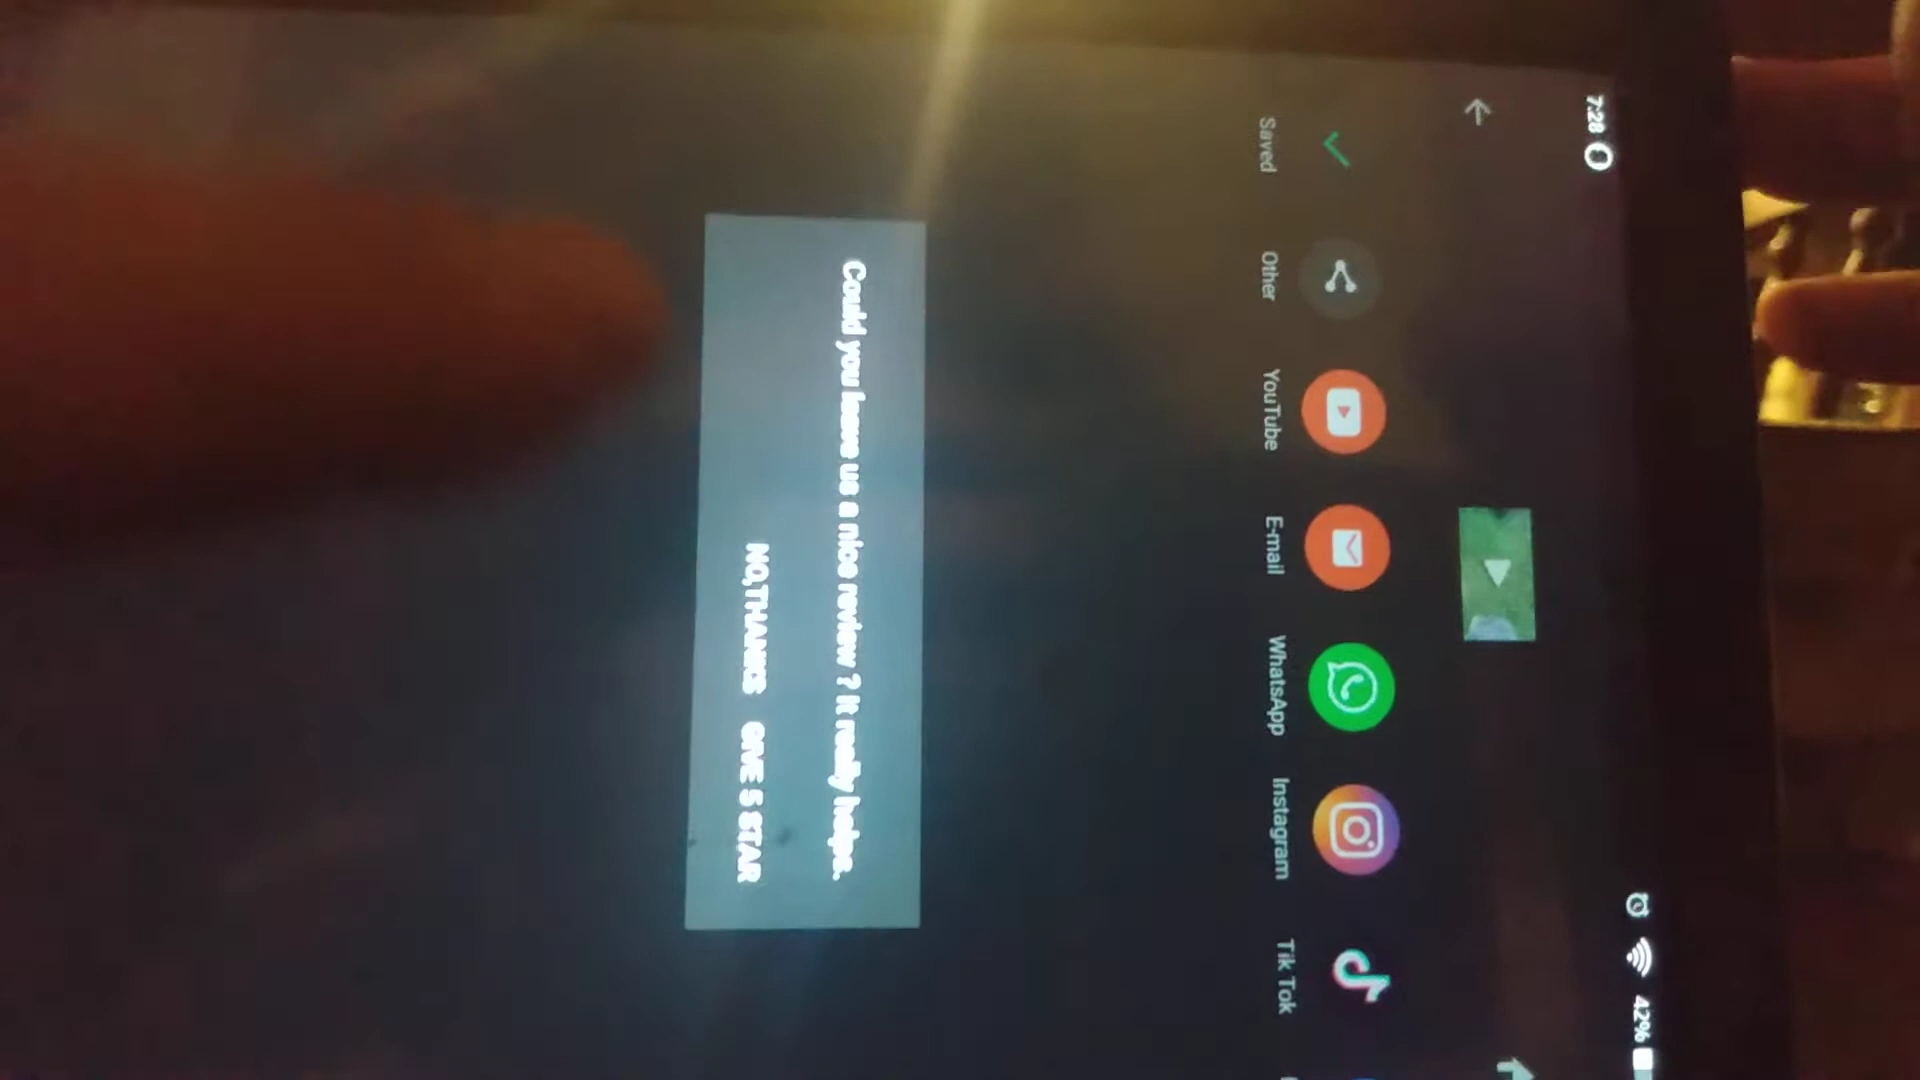 7:28
42%
Saved
Other
YouTube
E-mail
WhatsApp
Instagram
Tik Tok
Could you leave us a nice review ? It really helps.
NO,THANKS GIVE 5 STAR